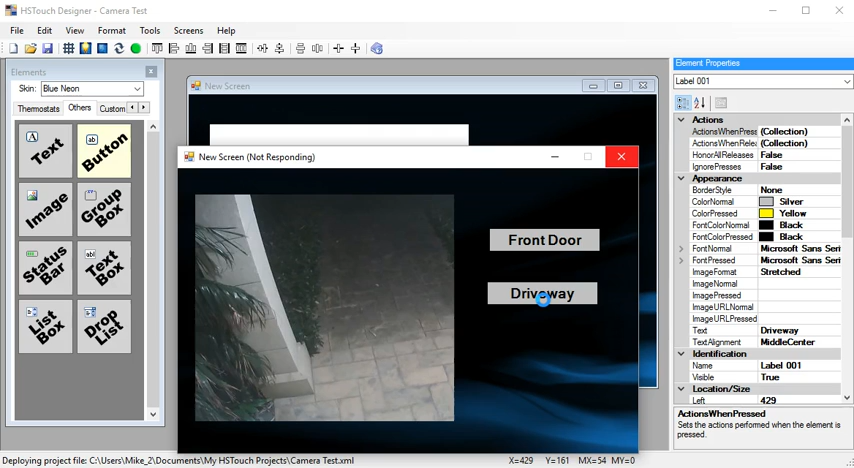 HSTouch Designer - Camera Test
File Edit View Format Tools Screens Help
Elements
Skin: Blue Neon
Thermostats Others Custom
Text
Button
Image
Group Box
Status Bar
Text Box
List Box
Drop List
New Screen
New Screen (Not Responding)
Front Door
Driveway
Element Properties
Label 001
Actions
ActionsWhenPress (Collection)
ActionsWhenRelea (Collection)
HonorAllReleases False
IgnorePresses False
Appearance
BorderStyle None
ColorNormal Silver
ColorPressed Yellow
FontColorNormal Black
FontColorPressed Black
FontNormal Microsoft Sans Seri
FontPressed Microsoft Sans Seri
ImageFormat Stretched
ImageNormal
ImagePressed
ImageURLNormal
ImageURLPressed
Text Driveway
TextAlignment MiddleCenter
Identification
Name Label 001
Visible True
Location/Size
Left 429
ActionsWhenPressed
Sets the actions performed when the element is
pressed.
Deploying project file: C:\Users\Mike_2\Documents\My HSTouch Projects\Camera Test.xml X=429 Y=161 MX=54 MY=0